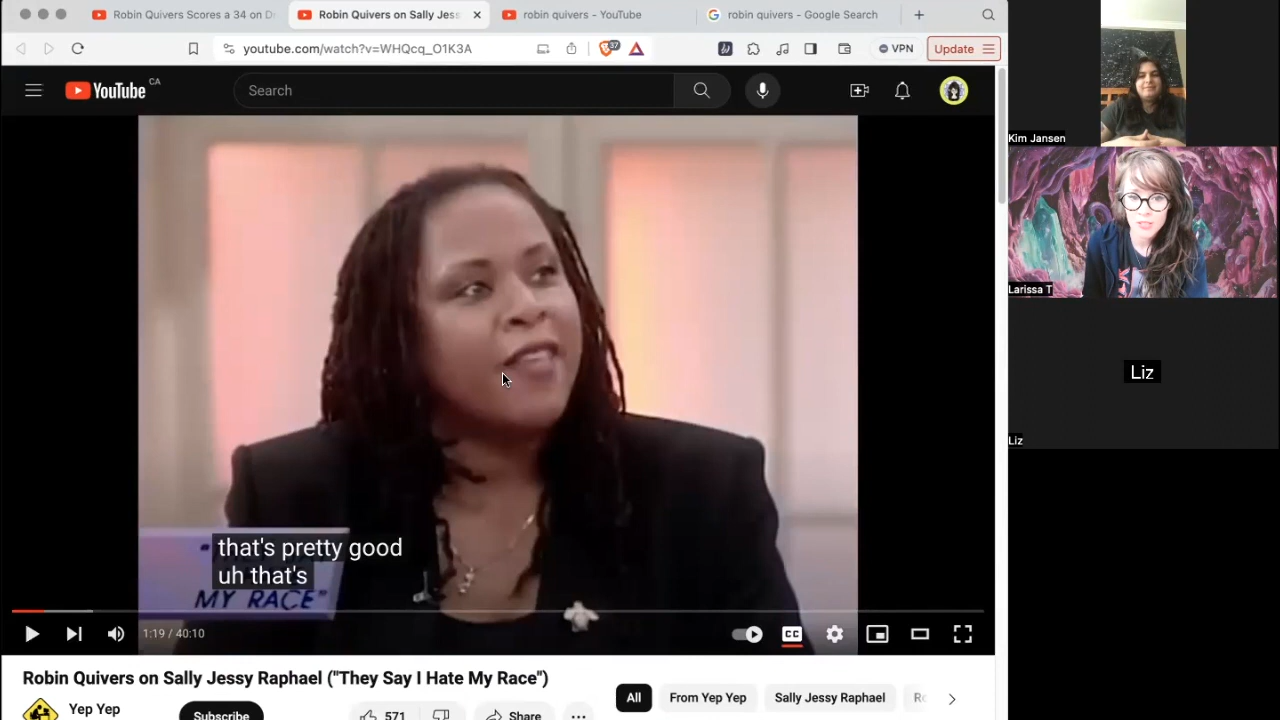 Robin Quivers Scores a 34 on D
Robin Quivers on Sally Jess
robin quivers - YouTube
robin quivers - Google Search
youtube.com/watch?v=WHQcq_O1K3A
37
VPN
Update
YouTube
CA
Search
Kim Jansen
Larissa T
Liz
Liz
that's pretty good
uh that's
MY RACE"
1:19 / 40:10
CC
Robin Quivers on Sally Jessy Raphael ("They Say I Hate My Race")
Yep Yep
Subscribe
571
Share
All
From Yep Yep
Sally Jessy Raphael